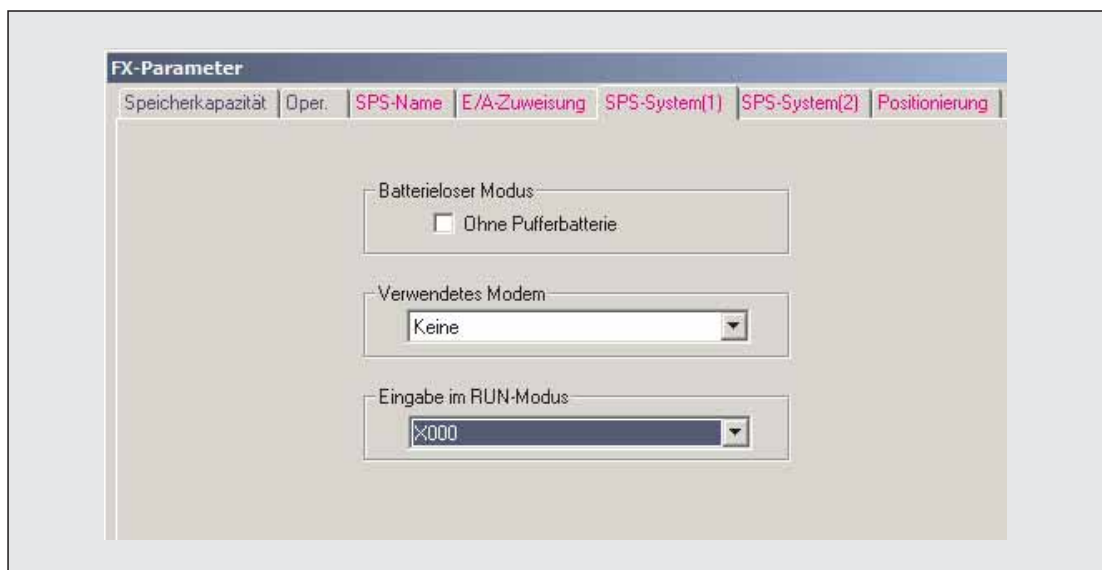 FX-Parameter
Speicherkapazität Oper. SPS-Name E/A-Zuweisung SPS-System(1) SPS-System(2) Positionierung
Batterieloser Modus
Ohne Pufferbatterie
Verwendetes Modem
Keine
Eingabe im RUN-Modus
X000